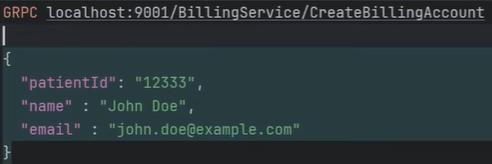 GRPC localhost:9001/BillingService/CreateBillingAccount
{
  "patientId": "12333",
  "name" : "John Doe",
  "email" : "john.doe@example.com"
}